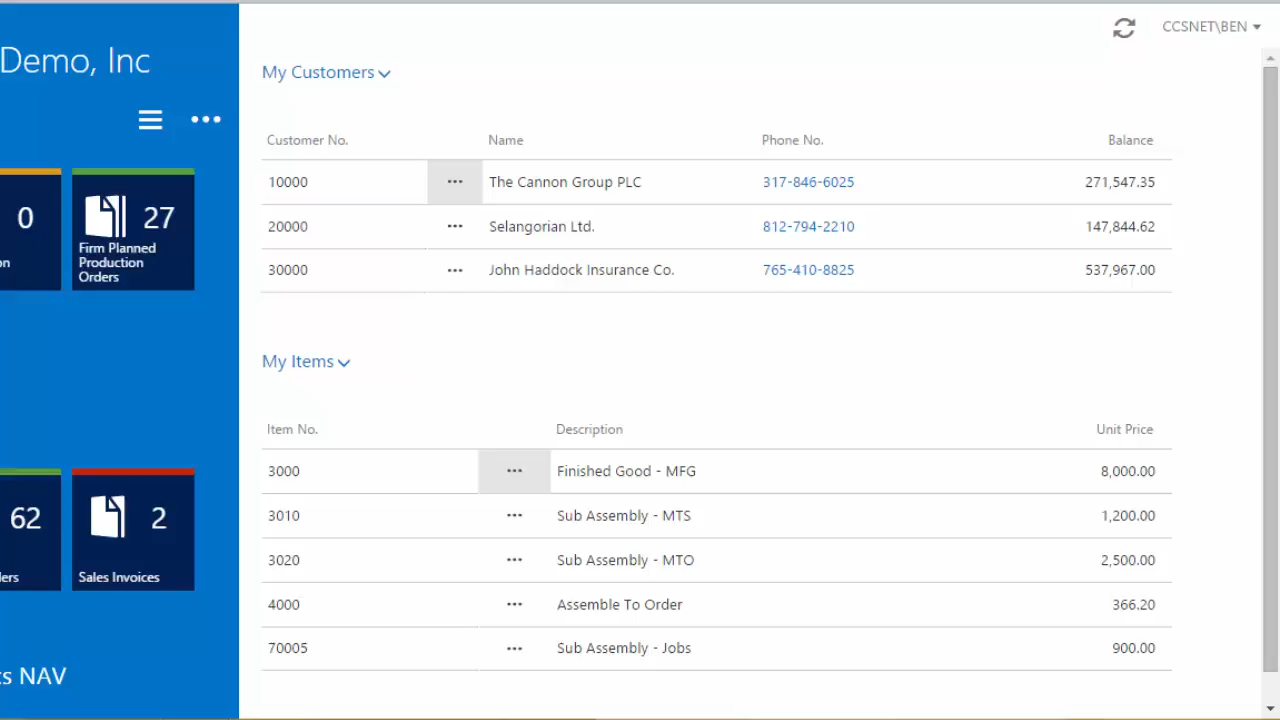 CCSNET\BEN
Demo, Inc
0
27
Firm Planned
Production
Orders
62
2
Sales Invoices
NAV
My Customers
Customer No. Name Phone No. Balance
10000 ••• The Cannon Group PLC 317-846-6025 271,547.35
20000 ••• Selangorian Ltd. 812-794-2210 147,844.62
30000 ••• John Haddock Insurance Co. 765-410-8825 537,967.00
My Items
Item No. Description Unit Price
3000 ••• Finished Good - MFG 8,000.00
3010 ••• Sub Assembly - MTS 1,200.00
3020 ••• Sub Assembly - MTO 2,500.00
4000 ••• Assemble To Order 366.20
70005 ••• Sub Assembly - Jobs 900.00